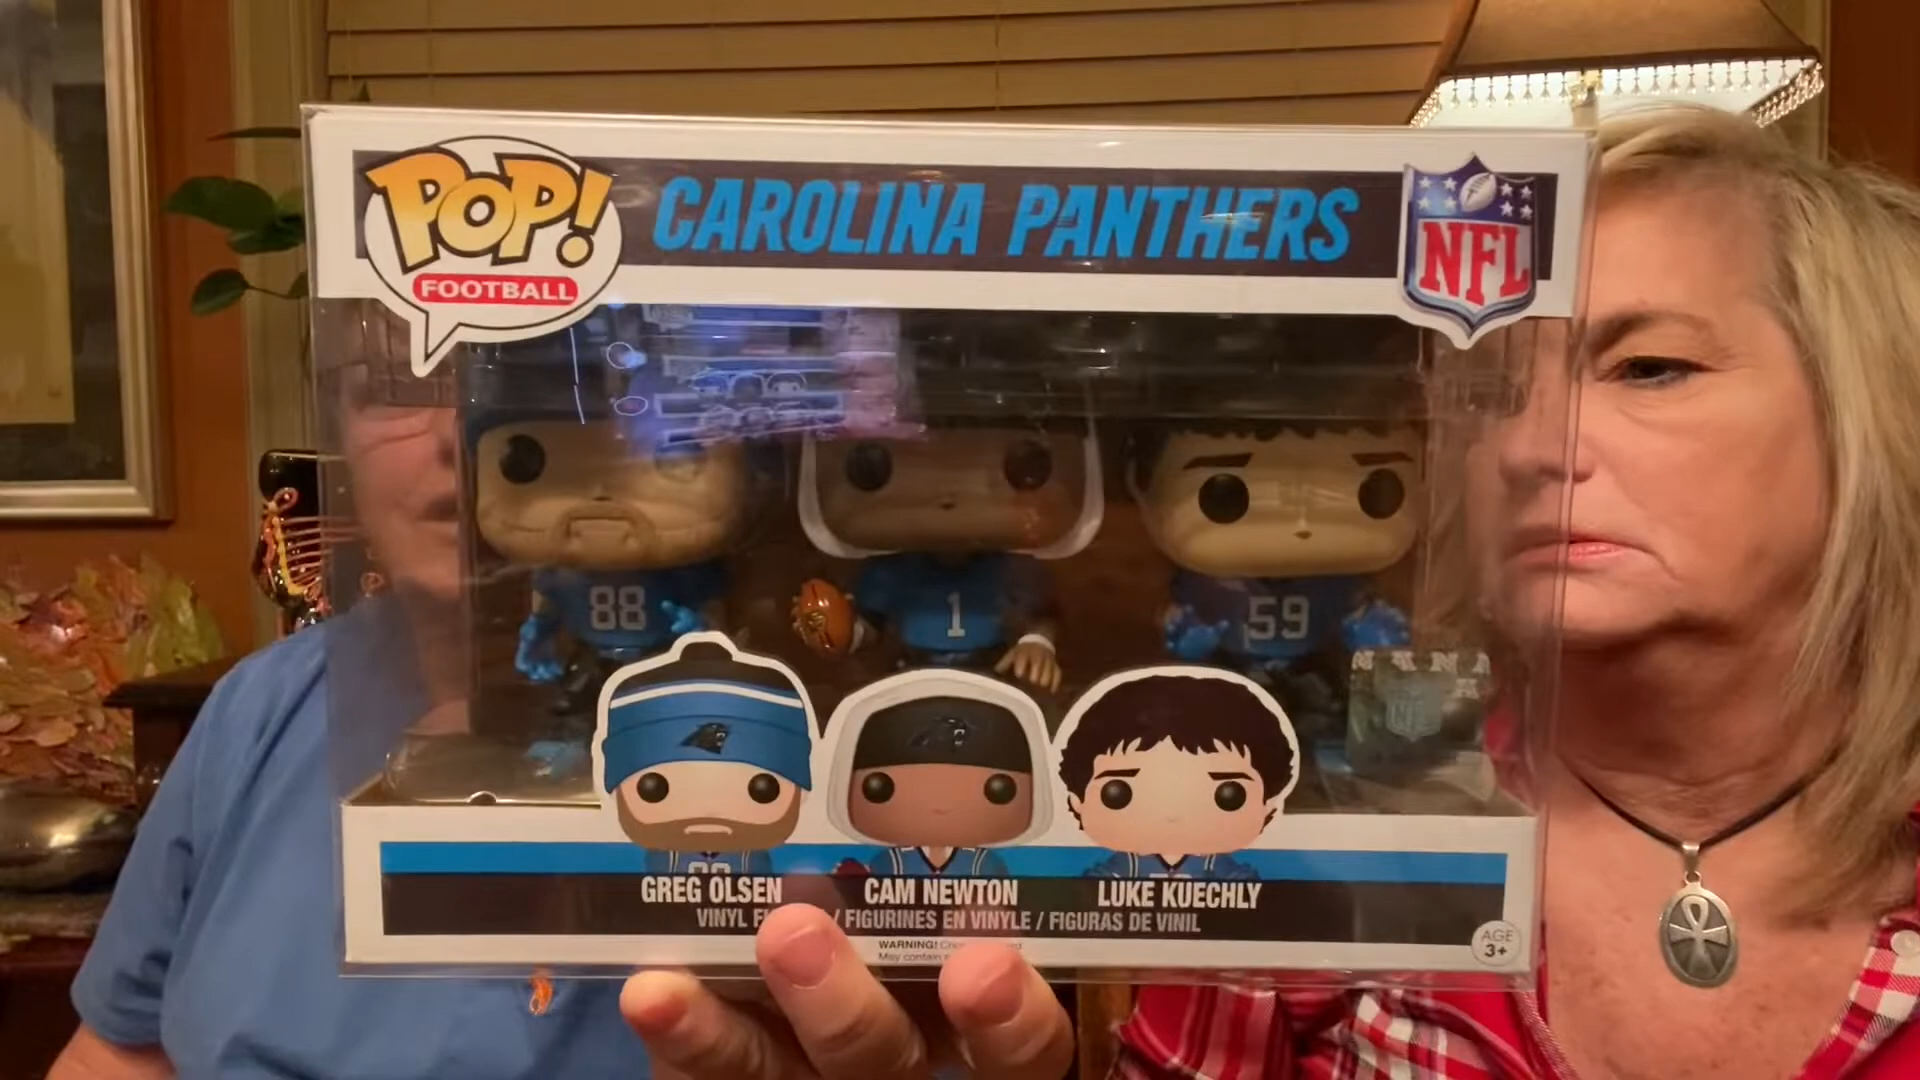 POP!
FOOTBALL
CAROLINA PANTHERS
NFL
88
1
59
GREG OLSEN
CAM NEWTON
LUKE KUECHLY
VINYL / FIGURINES EN VINYLE / FIGURAS DE VINIL
WARNING!
May contain
AGE
3+